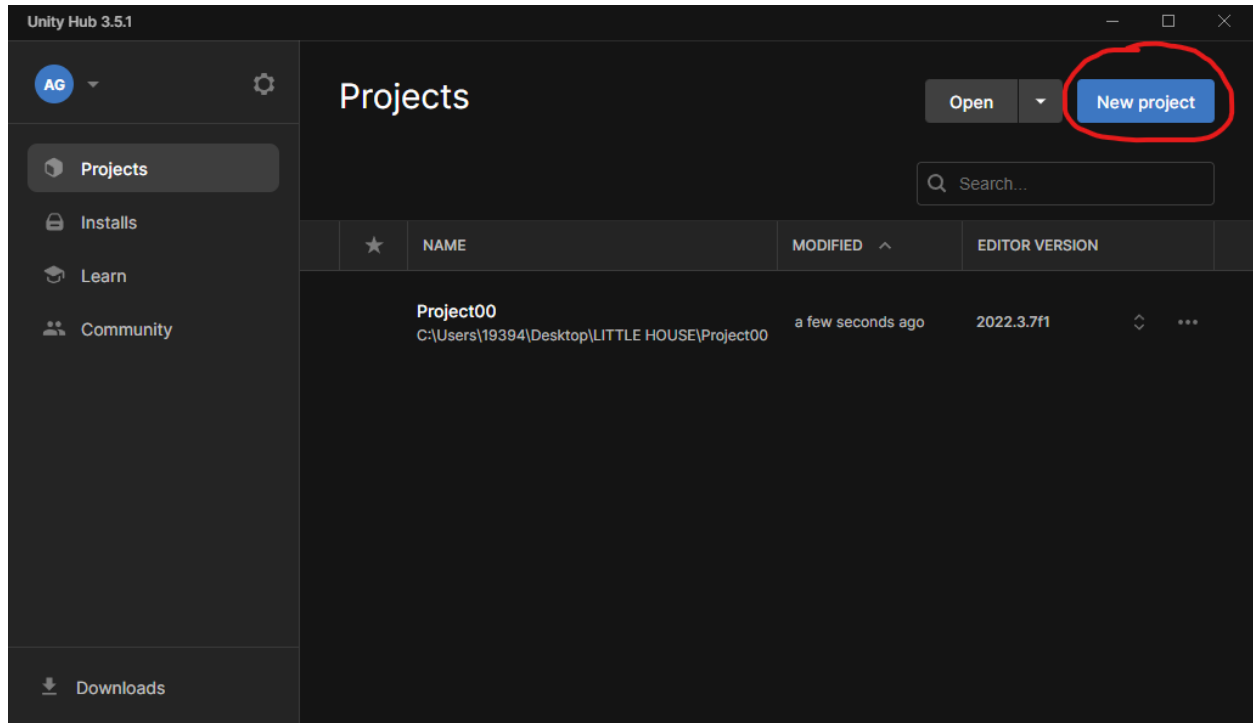 Unity Hub 3.5.1
AG
Projects
Open
New project
Projects
Installs
Learn
Community
Search...
NAME
MODIFIED
EDITOR VERSION
Project00
C:\Users\19394\Desktop\LITTLE HOUSE\Project00
a few seconds ago
2022.3.7f1
Downloads